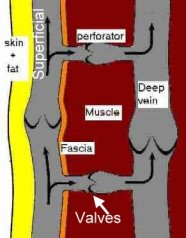 Superficial
perforator
skin
+
fat
Deep
vein
Muscle
Fascia
Valves